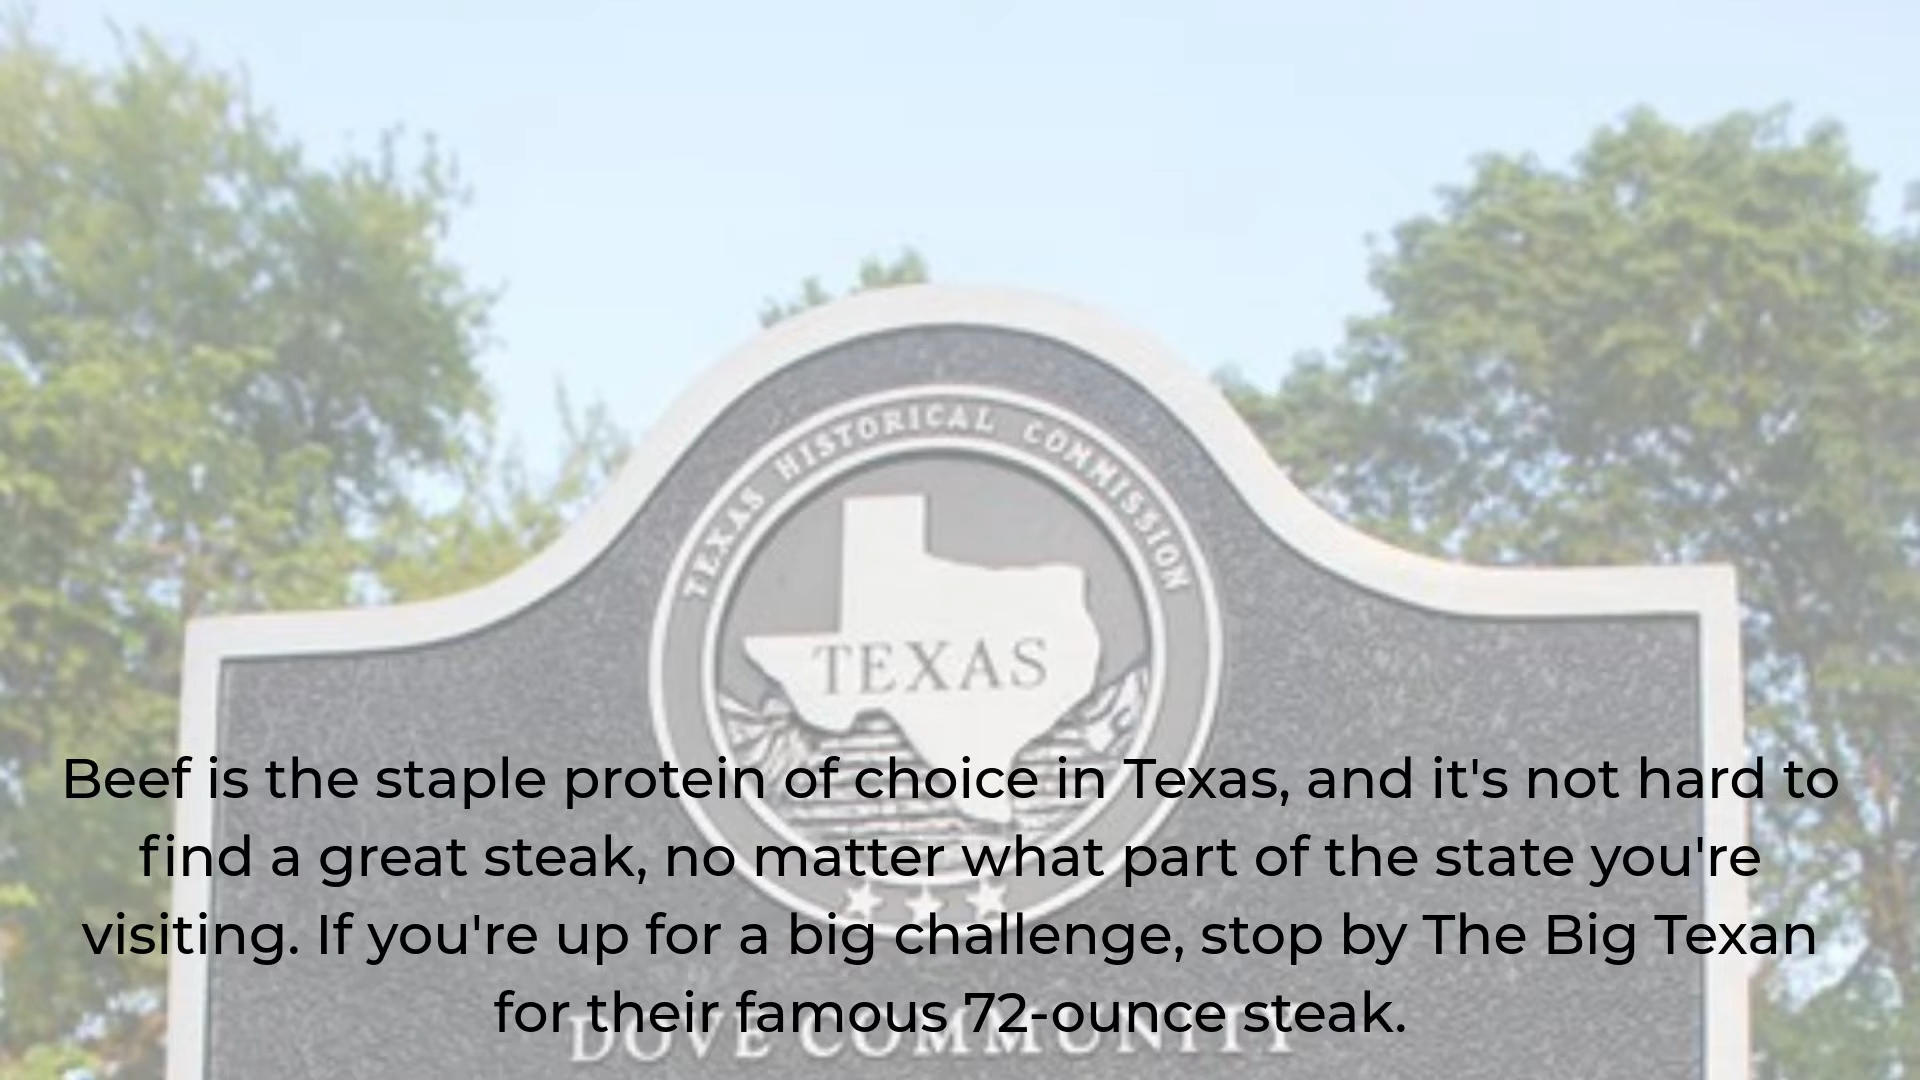 TEXAS HISTORICAL COMMISSION
TEXAS
Beef is the staple protein of choice in Texas, and it's not hard to
find a great steak, no matter what part of the state you're
visiting. If you're up for a big challenge, stop by The Big Texan
for their famous 72-ounce steak.
DOVE COMMUNITY